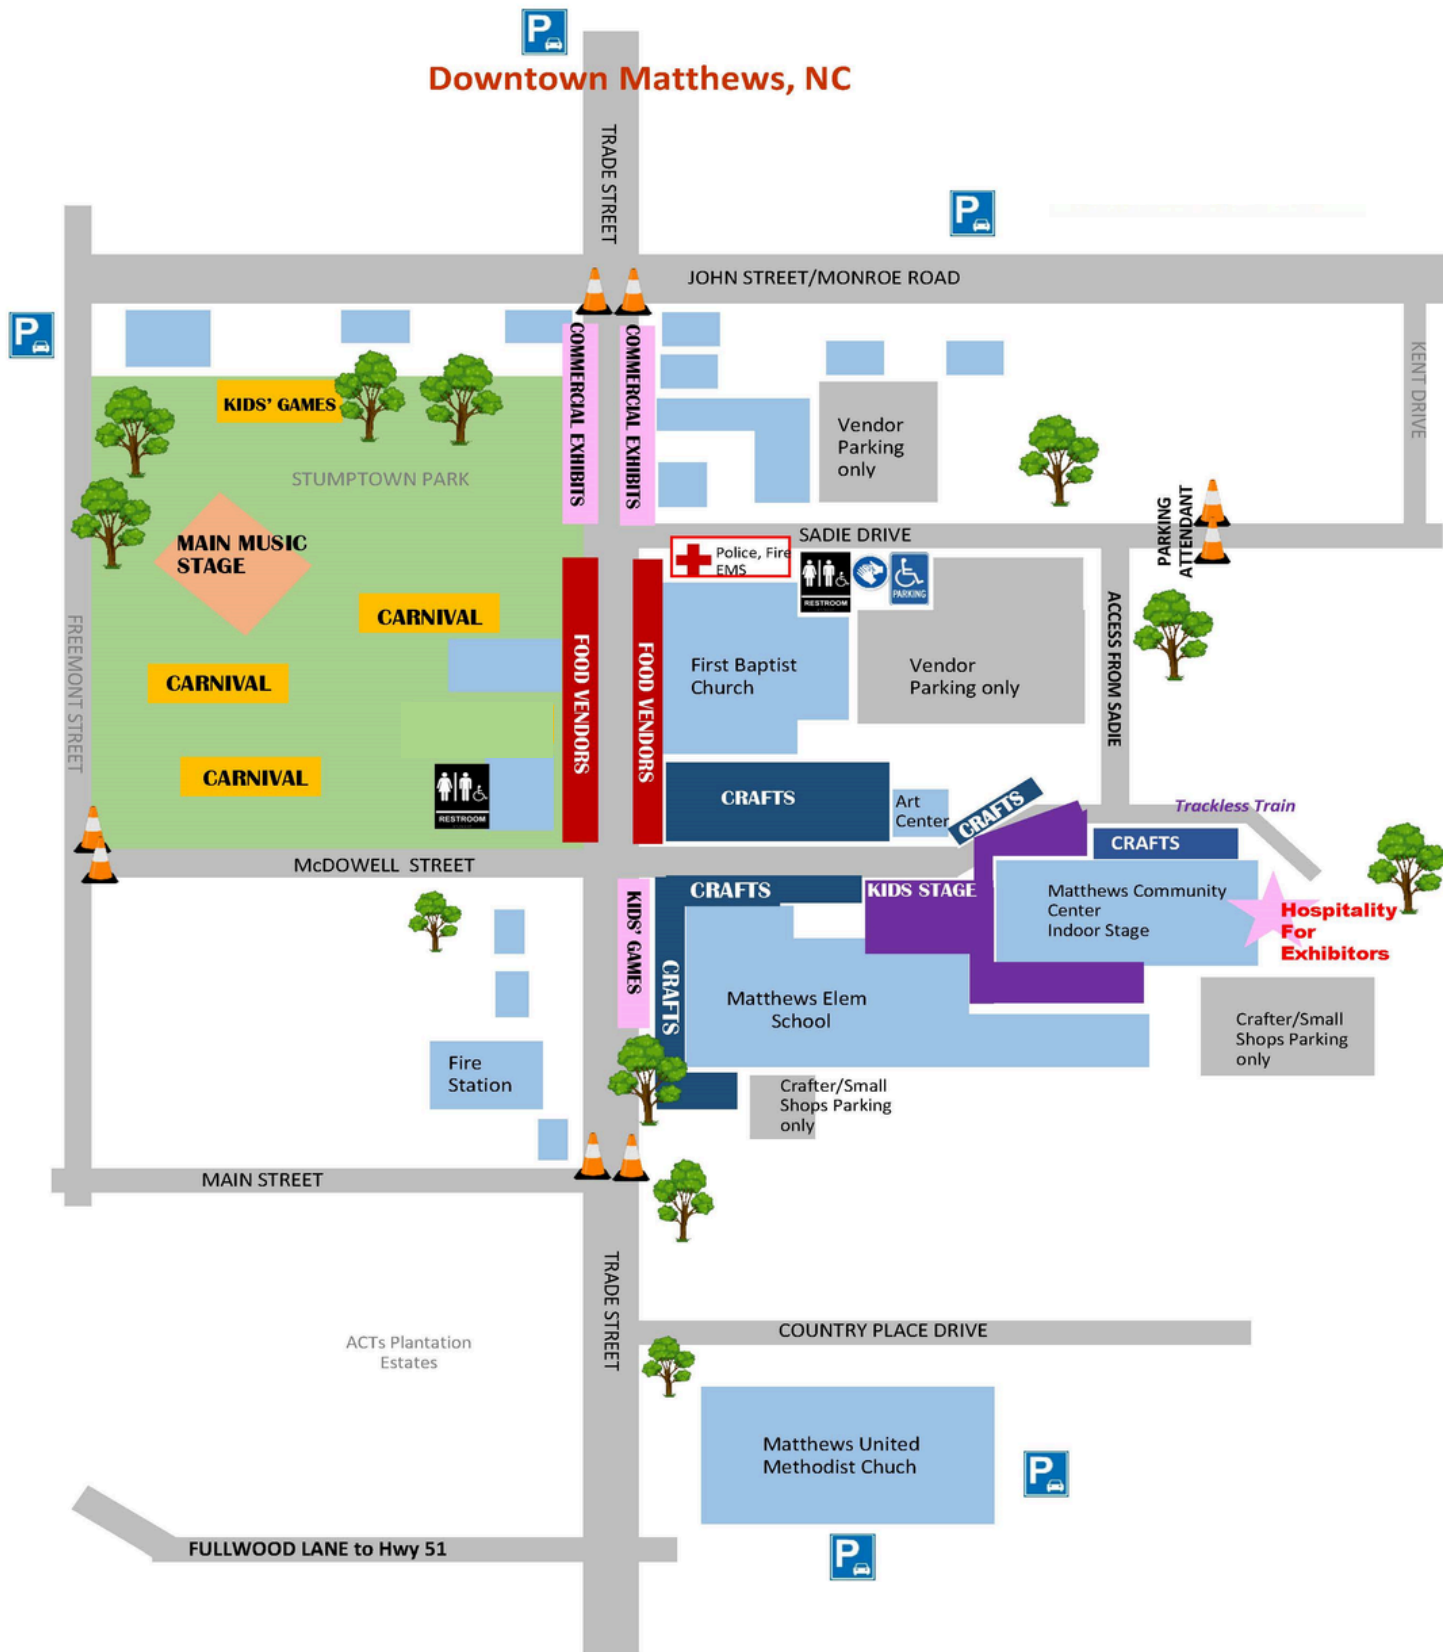 P
Downtown Matthews, NC
TRADE STREET
P
JOHN STREET/MONROE ROAD
P
KIDS' GAMES
COMMERCIAL EXHIBITS
COMMERCIAL EXHIBITS
Vendor
Parking
only
KENT DRIVE
STUMPTOWN PARK
MAIN MUSIC
STAGE
SADIE DRIVE
PARKING
ATTENDANT
Police, Fire
EMS
RESTROOM
PARKING
FREEMONT STREET
CARNIVAL
CARNIVAL
CARNIVAL
FOOD VENDORS
FOOD VENDORS
First Baptist
Church
Vendor
Parking only
ACCESS FROM SADIE
RESTROOM
CRAFTS
Art
Center
CRAFTS
Trackless Train
CRAFTS
McDOWELL STREET
KIDS' GAMES
CRAFTS
CRAFTS
KIDS STAGE
Matthews Community
Center
Indoor Stage
Hospitality
For
Exhibitors
Matthews Elem
School
Crafter/Small
Shops Parking
only
Fire
Station
Crafter/Small
Shops Parking
only
MAIN STREET
TRADE STREET
COUNTRY PLACE DRIVE
ACTs Plantation
Estates
Matthews United
Methodist Chuch
P
P
FULLWOOD LANE to Hwy 51